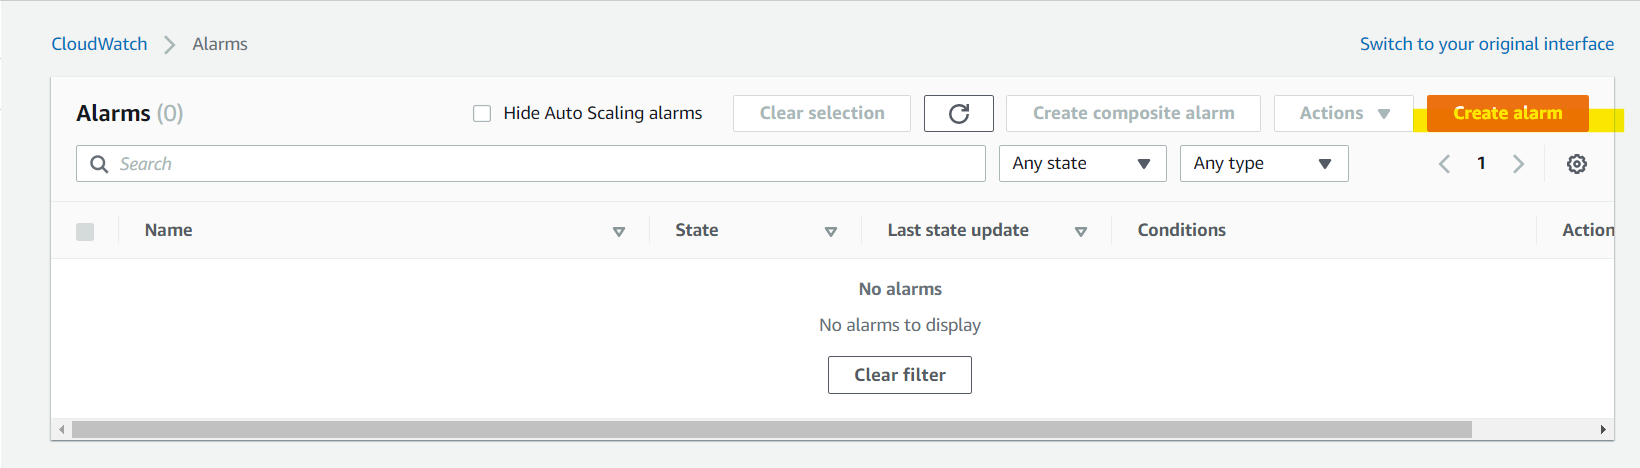 CloudWatch Alarms Switch to your original interface
Alarms (0) Hide Auto Scaling alarms Clear selection Create composite alarm Actions Create alarm
Search Any state Any type 1
Name State Last state update Conditions Action
No alarms
No alarms to display
Clear filter